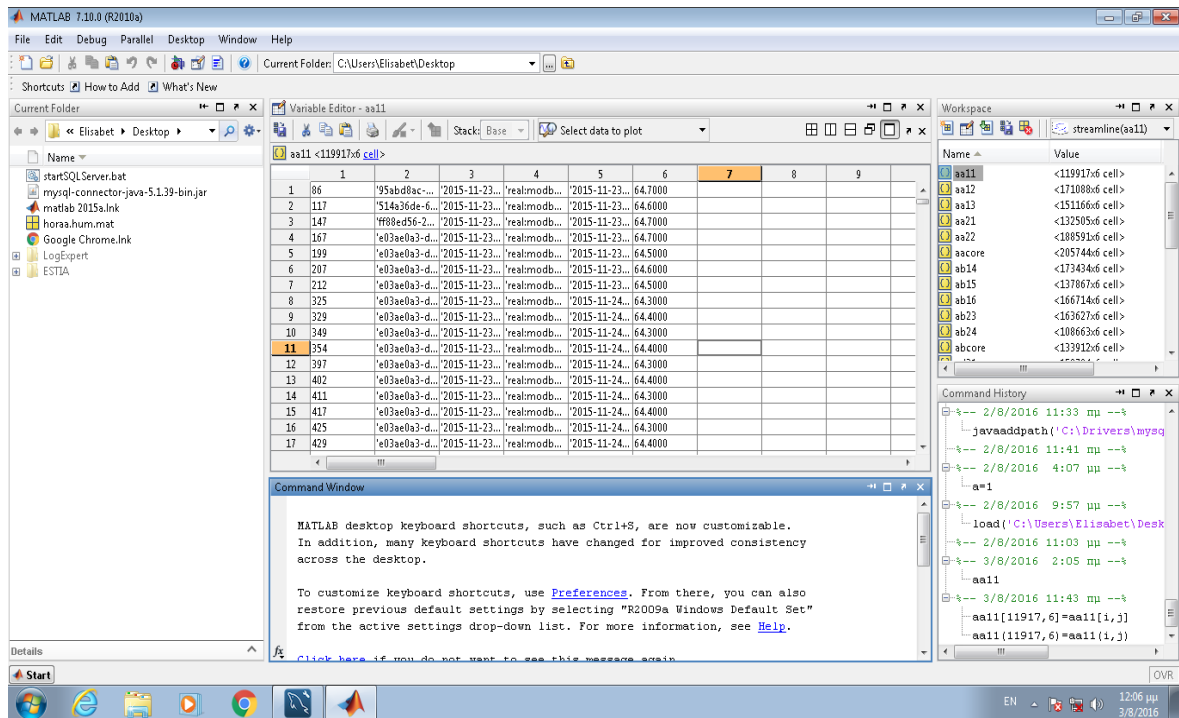 MATLAB 7.10.0 (R2010a)
File Edit Debug Parallel Desktop Window Help
Current Folder: C:\Users\Elisabet\Desktop
Shortcuts How to Add What's New
Current Folder
« Elisabet Desktop
Name
startSQLServer.bat
mysql-connector-java-5.1.39-bin.jar
matlab 2015a.lnk
horaa.hum.mat
Google Chrome.lnk
LogExpert
ESTIA
Details
Variable Editor - aa11
Stack: Base Select data to plot
aa11 <119917x6 cell>
1 2 3 4 5 6 7 8 9
1 86 '95abd8ac-... '2015-11-23... 'real:modb... '2015-11-23... 64.7000
2 117 '514a36de-6... '2015-11-23... 'real:modb... '2015-11-23... 64.6000
3 147 'ff88ed56-2... '2015-11-23... 'real:modb... '2015-11-23... 64.7000
4 167 'e03ae0a3-d... '2015-11-23... 'real:modb... '2015-11-23... 64.7000
5 199 'e03ae0a3-d... '2015-11-23... 'real:modb... '2015-11-23... 64.5000
6 207 'e03ae0a3-d... '2015-11-23... 'real:modb... '2015-11-23... 64.6000
7 212 'e03ae0a3-d... '2015-11-23... 'real:modb... '2015-11-23... 64.5000
8 325 'e03ae0a3-d... '2015-11-23... 'real:modb... '2015-11-24... 64.3000
9 329 'e03ae0a3-d... '2015-11-23... 'real:modb... '2015-11-24... 64.4000
10 349 'e03ae0a3-d... '2015-11-23... 'real:modb... '2015-11-24... 64.3000
11 354 'e03ae0a3-d... '2015-11-23... 'real:modb... '2015-11-24... 64.4000
12 397 'e03ae0a3-d... '2015-11-23... 'real:modb... '2015-11-24... 64.3000
13 402 'e03ae0a3-d... '2015-11-23... 'real:modb... '2015-11-24... 64.4000
14 411 'e03ae0a3-d... '2015-11-23... 'real:modb... '2015-11-24... 64.3000
15 417 'e03ae0a3-d... '2015-11-23... 'real:modb... '2015-11-24... 64.4000
16 425 'e03ae0a3-d... '2015-11-23... 'real:modb... '2015-11-24... 64.3000
17 429 'e03ae0a3-d... '2015-11-23... 'real:modb... '2015-11-24... 64.4000
Command Window
MATLAB desktop keyboard shortcuts, such as Ctrl+S, are now customizable.
In addition, many keyboard shortcuts have changed for improved consistency
across the desktop.
To customize keyboard shortcuts, use Preferences. From there, you can also
restore previous default settings by selecting "R2009a Windows Default Set"
from the active settings drop-down list. For more information, see Help.
Click here if you do not want to see this message again
fx
Workspace
streamline(aa11)
Name Value
aa11 <119917x6 cell>
aa12 <171088x6 cell>
aa13 <151166x6 cell>
aa21 <132505x6 cell>
aa22 <188591x6 cell>
aacore <205744x6 cell>
ab14 <173434x6 cell>
ab15 <137867x6 cell>
ab16 <166714x6 cell>
ab23 <163627x6 cell>
ab24 <108663x6 cell>
abcore <133912x6 cell>
Command History
%-- 2/8/2016 11:33 πμ --%
javaaddpath('C:\Drivers\mysq
%-- 2/8/2016 11:41 πμ --%
%-- 2/8/2016 4:07 μμ --%
a=1
%-- 2/8/2016 9:57 μμ --%
load('C:\Users\Elisabet\Desk
%-- 2/8/2016 11:03 μμ --%
%-- 3/8/2016 2:05 πμ --%
aa11
%-- 3/8/2016 11:43 πμ --%
aa11[11917,6]=aa11[i,j]
aa11(11917,6)=aa11(i,j)
Start
OVR
EN
12:06 μμ
3/8/2016